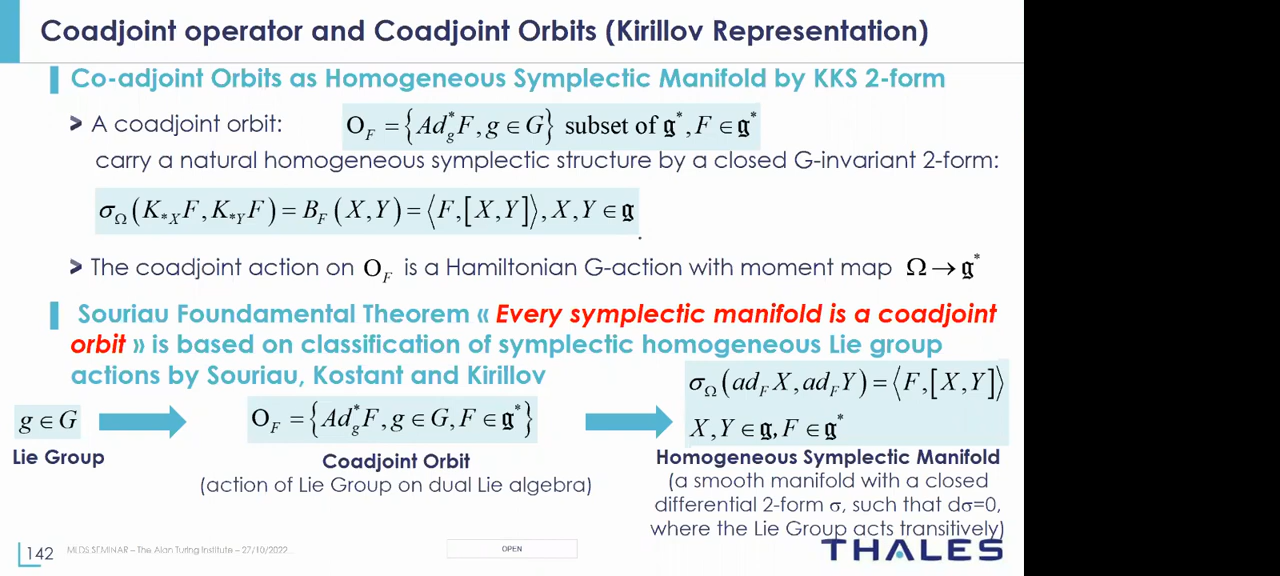 Coadjoint operator and Coadjoint Orbits (Kirillov Representation)
Co-adjoint Orbits as Homogeneous Symplectic Manifold by KKS 2-form
➤ A coadjoint orbit: O_F = {Ad*_g F, g ∈ G} subset of 𝔤*, F ∈ 𝔤*
carry a natural homogeneous symplectic structure by a closed G-invariant 2-form:
σ_Ω (K_{*X}F, K_{*Y}F) = B_F (X,Y) = ⟨F,[X,Y]⟩, X,Y ∈ 𝔤
➤ The coadjoint action on O_F is a Hamiltonian G-action with moment map Ω → 𝔤*
Souriau Foundamental Theorem « Every symplectic manifold is a coadjoint
orbit » is based on classification of symplectic homogeneous Lie group
actions by Souriau, Kostant and Kirillov
g ∈ G
Lie Group
O_F = {Ad*_g F, g ∈ G, F ∈ 𝔤*}
Coadjoint Orbit
(action of Lie Group on dual Lie algebra)
σ_Ω (ad_F X, ad_F Y) = ⟨F,[X,Y]⟩
X,Y ∈ 𝔤, F ∈ 𝔤*
Homogeneous Symplectic Manifold
(a smooth manifold with a closed
differential 2-form σ, such that dσ=0,
where the Lie Group acts transitively)
142 MLDS SEMINAR – The Alan Turing Institute – 27/10/2022
OPEN
THALES